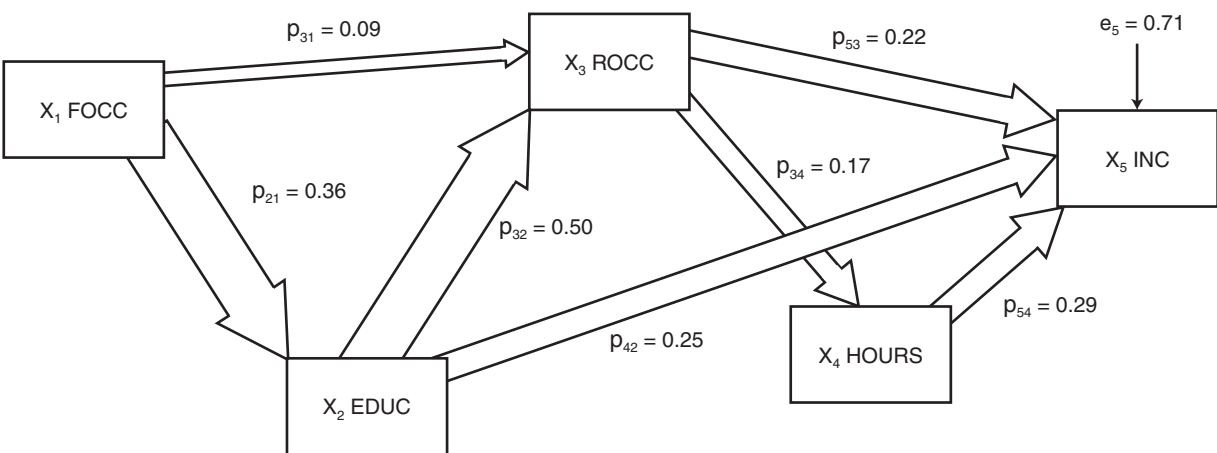 p₃₁ = 0.09
X₁ FOCC
X₃ ROCC
p₅₃ = 0.22
e₅ = 0.71
X₅ INC
p₂₁ = 0.36
p₃₂ = 0.50
p₃₄ = 0.17
p₄₂ = 0.25
p₅₄ = 0.29
X₄ HOURS
X₂ EDUC